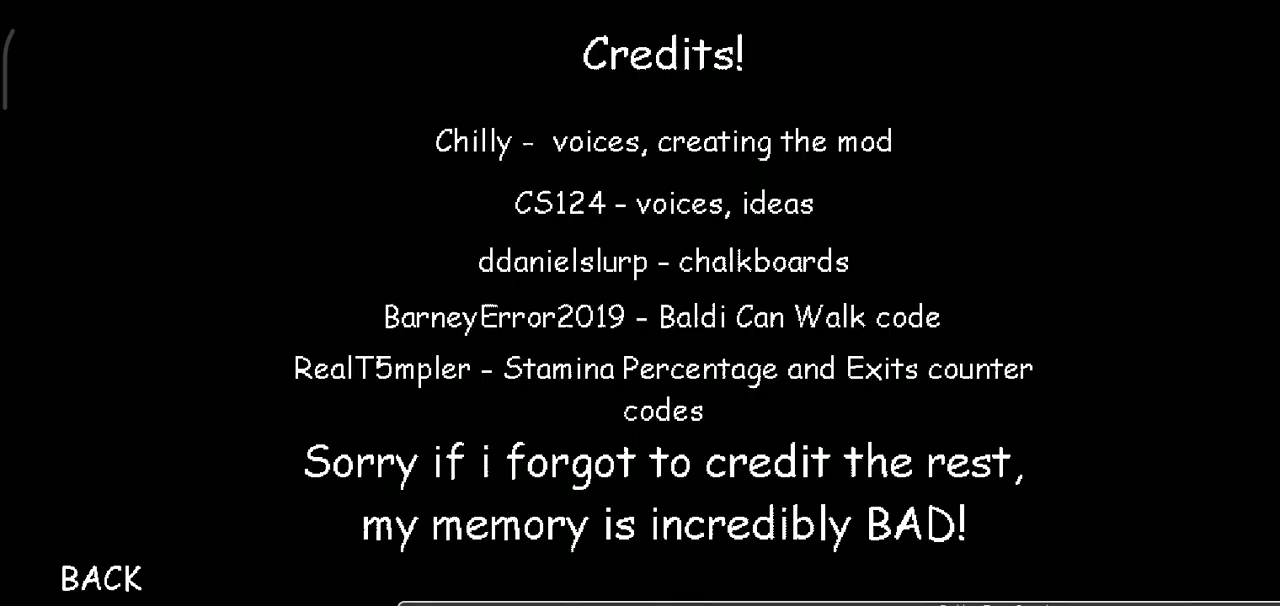 Credits!
Chilly -  voices, creating the mod
CS124 - voices, ideas
ddanielslurp - chalkboards
BarneyError2019 - Baldi Can Walk code
RealT5mpler - Stamina Percentage and Exits counter
codes
Sorry if i forgot to credit the rest,
my memory is incredibly BAD!
BACK